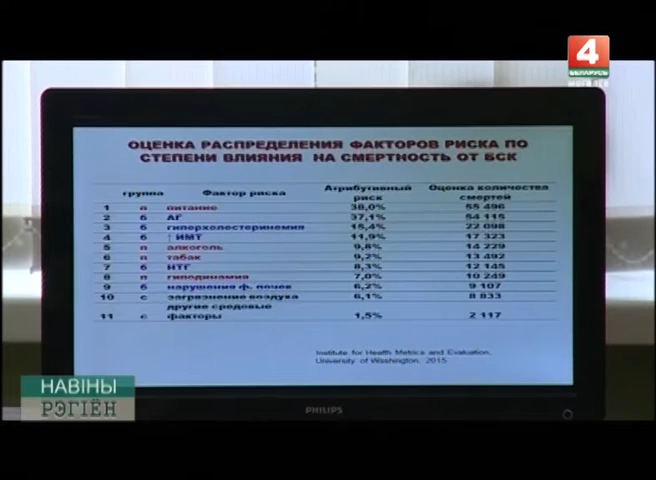 4
БЕЛАРУСЬ
МОГИЛЕВ
ОЦЕНКА РАСПРЕДЕЛЕНИЯ ФАКТОРОВ РИСКА ПО
СТЕПЕНИ ВЛИЯНИЯ НА СМЕРТНОСТЬ ОТ БСК
группа Фактор риска Атрибутивный риск Оценка количества смертей
1 п питание 38,0% 55 496
2 б АГ 37,1% 54 115
3 б гиперхолестеринемия 15,4% 22 098
4 б ↑ ИМТ 11,9% 17 323
5 п алкоголь 9,8% 14 229
6 п табак 9,2% 13 492
7 б НТГ 8,3% 12 145
8 п гиподинамия 7,0% 10 249
9 б нарушения ф. почек 6,2% 9 107
10 с загрязнение воздуха 6,1% 8 833
11 с другие средовые факторы 1,5% 2 117
Institute for Health Metrics and Evaluation,
University of Washington. 2015
НАВІНЫ
РЭГІЁН
PHILIPS